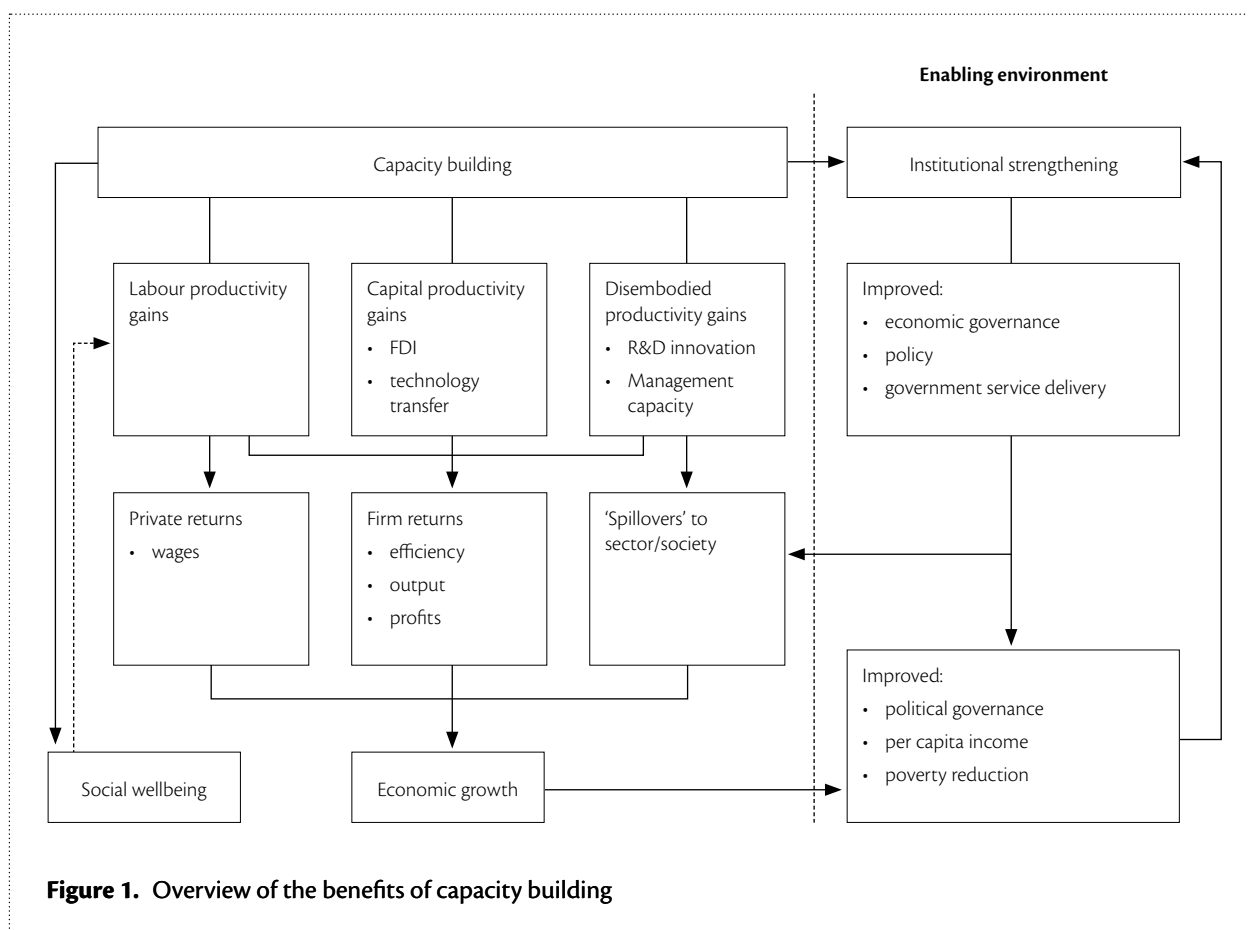 Enabling environment
Capacity building
Institutional strengthening
Labour productivity
gains
Capital productivity
gains
• FDI
• technology
transfer
Disembodied
productivity gains
• R&D innovation
• Management
capacity
Improved:
• economic governance
• policy
• government service delivery
Private returns
• wages
Firm returns
• efficiency
• output
• profits
'Spillovers' to
sector/society
Improved:
• political governance
• per capita income
• poverty reduction
Social wellbeing
Economic growth
Figure 1. Overview of the benefits of capacity building